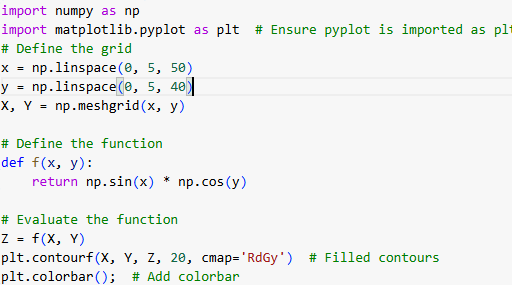 import numpy as np
import matplotlib.pyplot as plt  # Ensure pyplot is imported as plt
# Define the grid
x = np.linspace(0, 5, 50)
y = np.linspace(0, 5, 40)
X, Y = np.meshgrid(x, y)

# Define the function
def f(x, y):
    return np.sin(x) * np.cos(y)

# Evaluate the function
Z = f(X, Y)
plt.contourf(X, Y, Z, 20, cmap='RdGy')  # Filled contours
plt.colorbar();  # Add colorbar